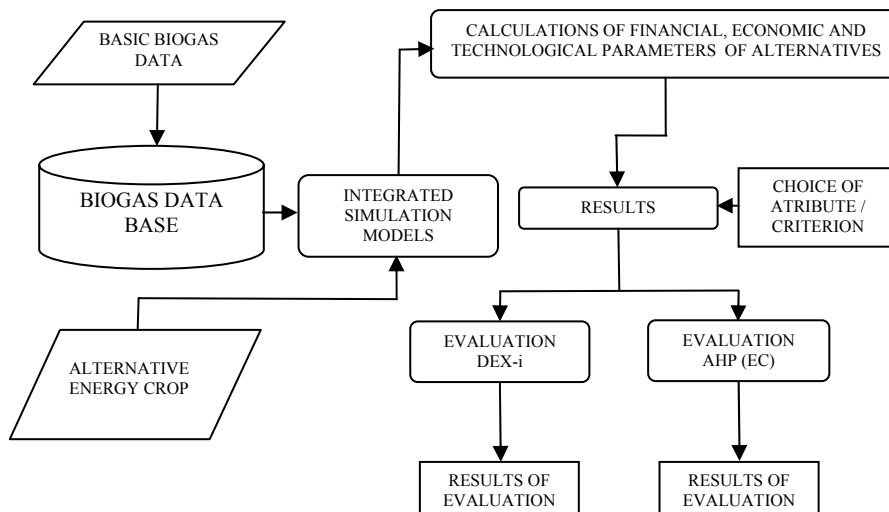 BASIC BIOGAS
DATA
CALCULATIONS OF FINANCIAL, ECONOMIC AND
TECHNOLOGICAL PARAMETERS OF ALTERNATIVES
BIOGAS DATA
BASE
INTEGRATED
SIMULATION
MODELS
RESULTS
CHOICE OF
ATRIBUTE /
CRITERION
ALTERNATIVE
ENERGY CROP
EVALUATION
DEX-i
EVALUATION
AHP (EC)
RESULTS OF
EVALUATION
RESULTS OF
EVALUATION